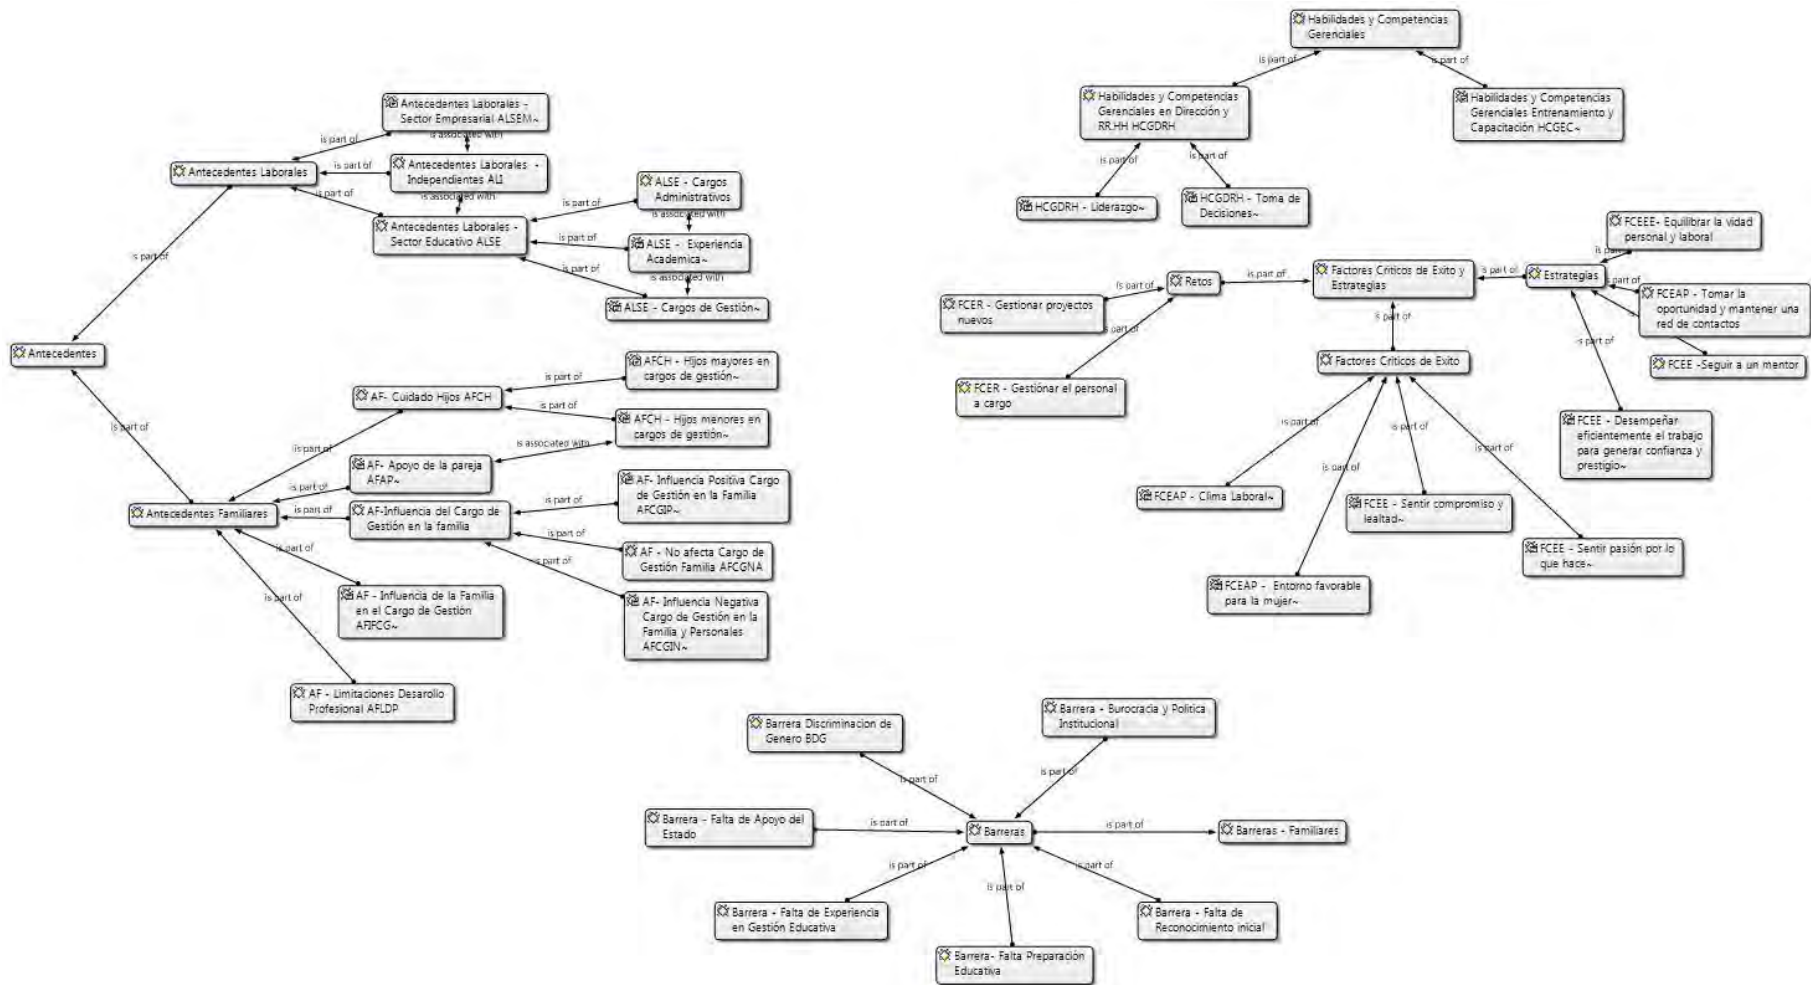 Habilidades y Competencias
Gerenciales
is part of
is part of
Habilidades y Competencias
Gerenciales en Dirección y
RR.HH HCGDRH
Habilidades y Competencias
Gerenciales Entrenamiento y
Capacitación HCGEC~
is part of
is part of
HCGDRH - Liderazgo~
HCGDRH - Toma de
Decisiones~
Antecedentes Laborales -
Sector Empresarial ALSEM~
is part of
is associated with
Antecedentes Laborales
is part of
Antecedentes Laborales -
Independientes ALI
is part of
is associated with
Antecedentes Laborales -
Sector Educativo ALSE
is part of
ALSE - Cargos
Administrativos
is associated with
is part of
ALSE - Experiencia
Academica~
is part of
is associated with
ALSE - Cargos de Gestión~
is part of
Antecedentes
is part of
AFCH - Hijos mayores en
cargos de gestión~
is part of
AF- Cuidado Hijos AFCH
is part of
AFCH - Hijos menores en
cargos de gestión~
is part of
is associated with
AF- Apoyo de la pareja
AFAP~
is part of
Antecedentes Familiares
is part of
AF-Influencia del Cargo de
Gestión en la familia
is part of
AF- Influencia Positiva Cargo
de Gestión en la Familia
AFCGIP~
is part of
AF - No afecta Cargo de
Gestión Familia AFCGNA
is part of
AF- Influencia Negativa
Cargo de Gestión en la
Familia y Personales
AFCGIN~
is part of
AF - Influencia de la Familia
en el Cargo de Gestión
AFIFCG~
is part of
AF - Limitaciones Desarollo
Profesional AFLDP
FCEEE- Equilibrar la vidad
personal y laboral
is part
Factores Criticos de Exito y
Estrategias
is part of
Estrategias
is part of
Retos
is part of
FCER - Gestionar proyectos
nuevos
is part of
part of
FCER - Gestiónar el personal
a cargo
FCEAP - Tomar la
oportunidad y mantener una
red de contactos
is
FCEE -Seguir a un mentor
is part of
FCEE - Desempeñar
eficientemente el trabajo
para generar confianza y
prestigio~
is part of
Factores Criticos de Exito
is part of
is part of
is part of
is part of
FCEAP - Clima Laboral~
FCEE - Sentir compromiso y
lealtad~
FCEE - Sentir pasión por lo
que hace~
FCEAP - Entorno favorable
para la mujer~
Barrera Discriminacion de
Genero BDG
Barrera - Burocracia y Politica
Institucional
is part of
is part of
Barrera - Falta de Apoyo del
Estado
is part of
Barreras
is part of
Barreras - Familiares
is part of
is part of
is part of
Barrera - Falta de Experiencia
en Gestión Educativa
Barrera - Falta de
Reconocimiento inicial
Barrera- Falta Preparación
Educativa